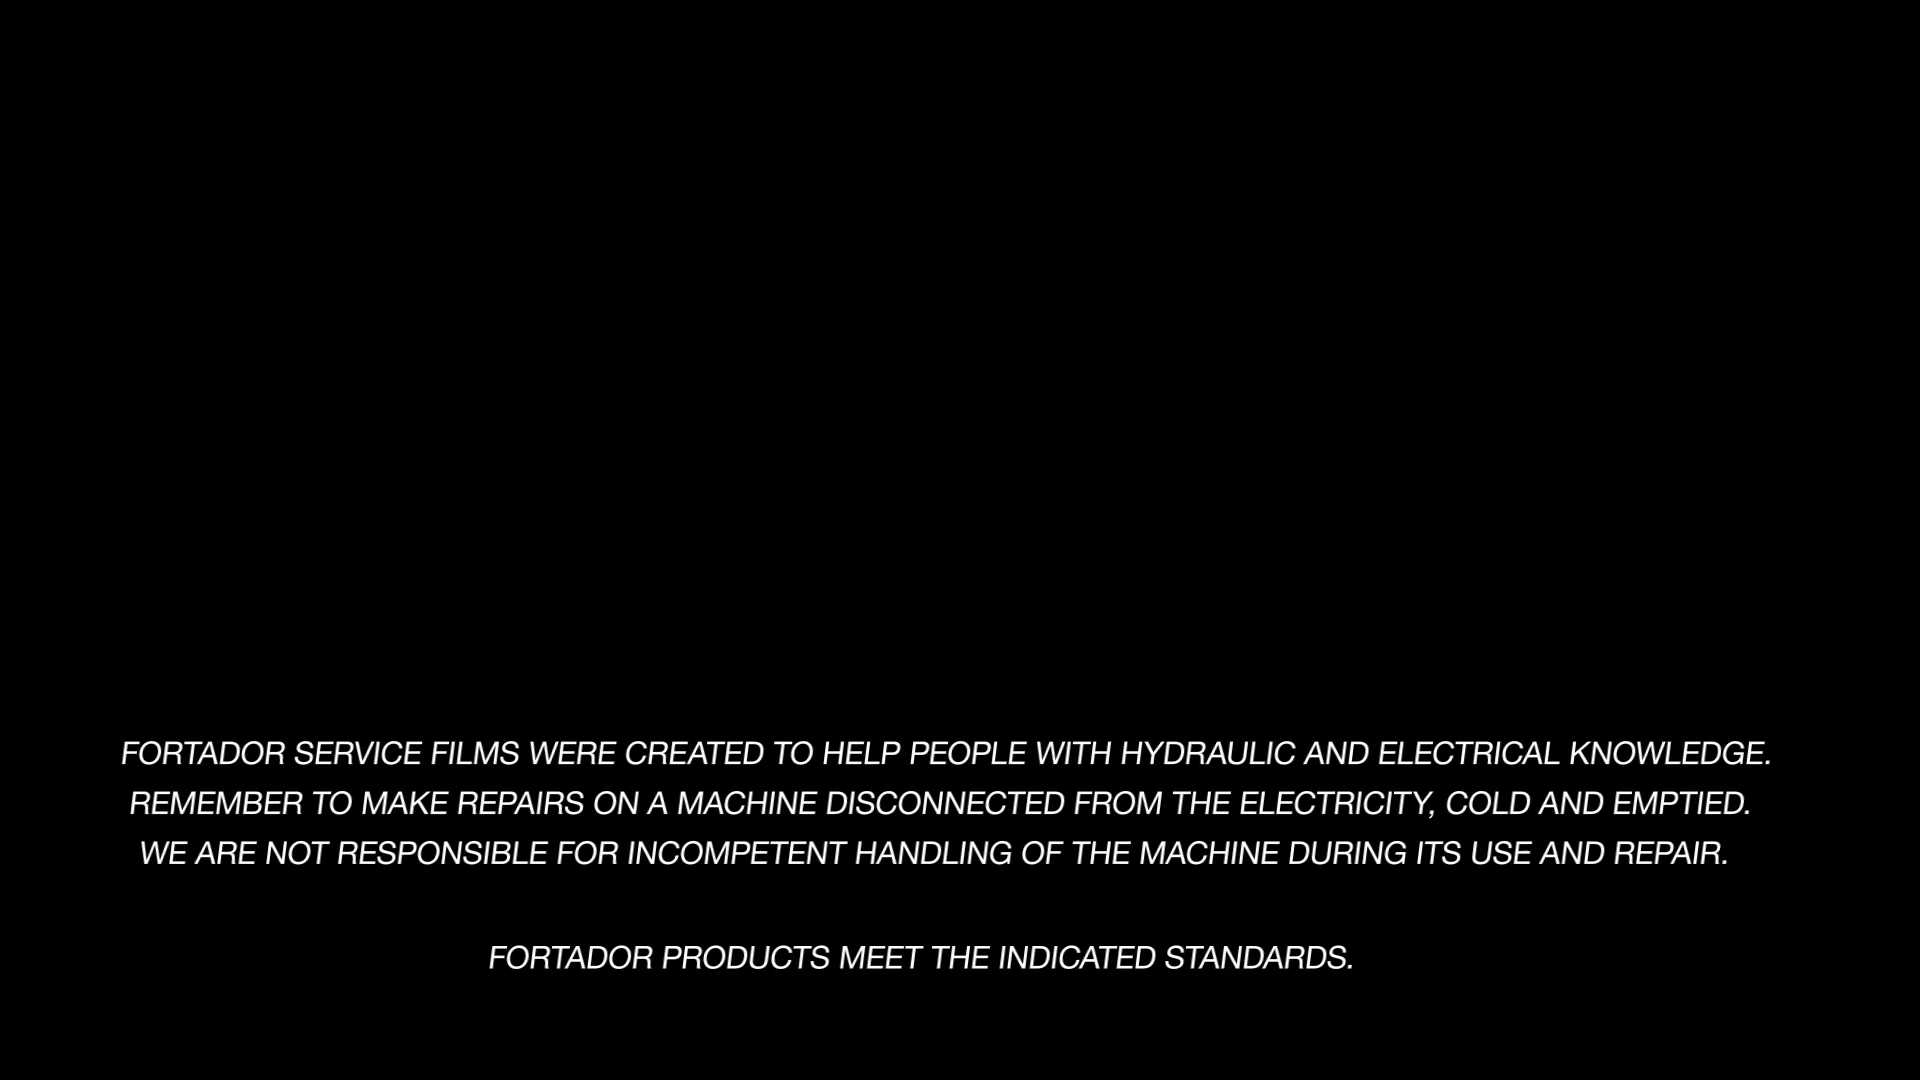 FORTADOR SERVICE FILMS WERE CREATED TO HELP PEOPLE WITH HYDRAULIC AND ELECTRICAL KNOWLEDGE.
REMEMBER TO MAKE REPAIRS ON A MACHINE DISCONNECTED FROM THE ELECTRICITY, COLD AND EMPTIED.
WE ARE NOT RESPONSIBLE FOR INCOMPETENT HANDLING OF THE MACHINE DURING ITS USE AND REPAIR.
FORTADOR PRODUCTS MEET THE INDICATED STANDARDS.